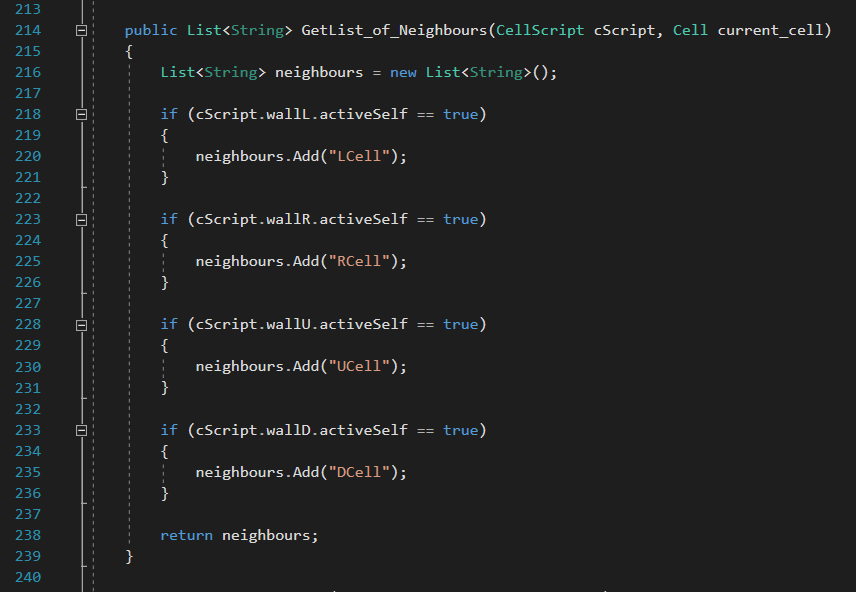 213
214 public List<String> GetList_of_Neighbours(CellScript cScript, Cell current_cell)
215 {
216 List<String> neighbours = new List<String>();
217
218 if (cScript.wallL.activeSelf == true)
219 {
220 neighbours.Add("LCell");
221 }
222
223 if (cScript.wallR.activeSelf == true)
224 {
225 neighbours.Add("RCell");
226 }
227
228 if (cScript.wallU.activeSelf == true)
229 {
230 neighbours.Add("UCell");
231 }
232
233 if (cScript.wallD.activeSelf == true)
234 {
235 neighbours.Add("DCell");
236 }
237
238 return neighbours;
239 }
240